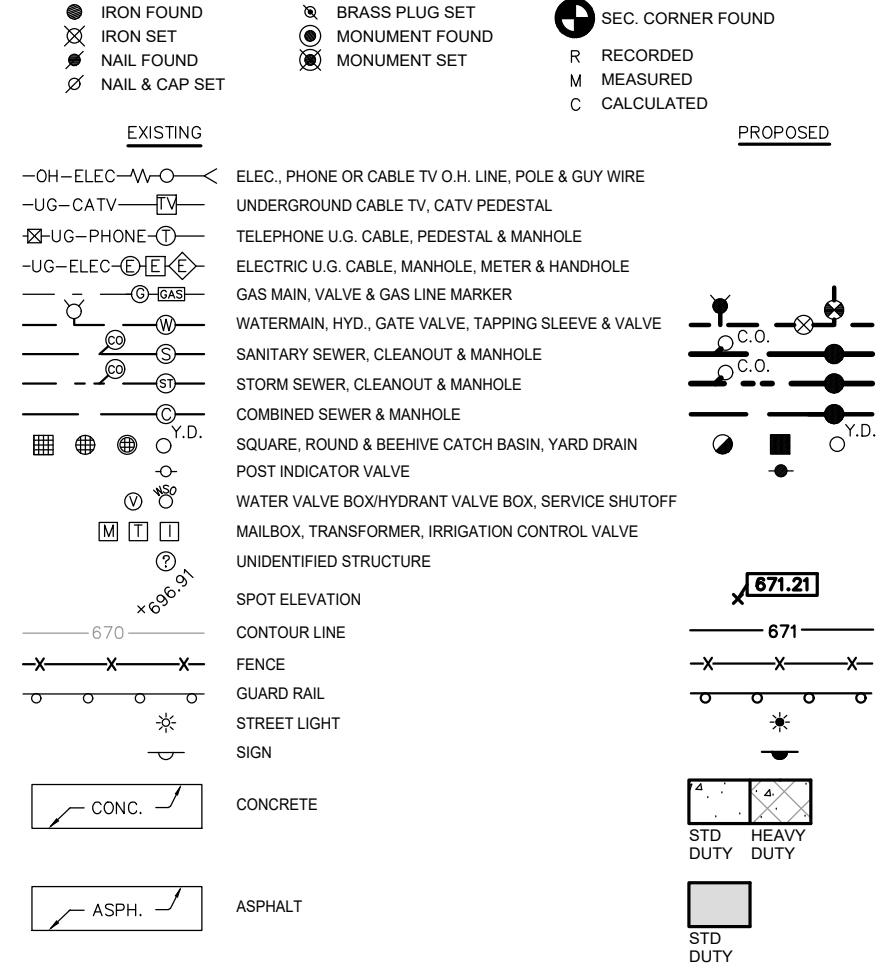 IRON FOUND BRASS PLUG SET SEC. CORNER FOUND
IRON SET MONUMENT FOUND
NAIL FOUND MONUMENT SET R RECORDED
NAIL & CAP SET M MEASURED
C CALCULATED
EXISTING PROPOSED
-OH-ELEC- ELEC., PHONE OR CABLE TV O.H. LINE, POLE & GUY WIRE
-UG-CATV- TV UNDERGROUND CABLE TV, CATV PEDESTAL
-UG-PHONE- T TELEPHONE U.G. CABLE, PEDESTAL & MANHOLE
-UG-ELEC- E E E ELECTRIC U.G. CABLE, MANHOLE, METER & HANDHOLE
G GAS GAS MAIN, VALVE & GAS LINE MARKER
W WATERMAIN, HYD., GATE VALVE, TAPPING SLEEVE & VALVE
CO S SANITARY SEWER, CLEANOUT & MANHOLE C.O.
CO ST STORM SEWER, CLEANOUT & MANHOLE C.O.
C COMBINED SEWER & MANHOLE
Y.D. SQUARE, ROUND & BEEHIVE CATCH BASIN, YARD DRAIN Y.D.
POST INDICATOR VALVE
V WSO WATER VALVE BOX/HYDRANT VALVE BOX, SERVICE SHUTOFF
M T I MAILBOX, TRANSFORMER, IRRIGATION CONTROL VALVE
? UNIDENTIFIED STRUCTURE
+696.91 SPOT ELEVATION 671.21
670 CONTOUR LINE 671
X X X FENCE X X X
GUARD RAIL
STREET LIGHT
SIGN
CONC. CONCRETE
STD HEAVY
DUTY DUTY
ASPH. ASPHALT
STD
DUTY